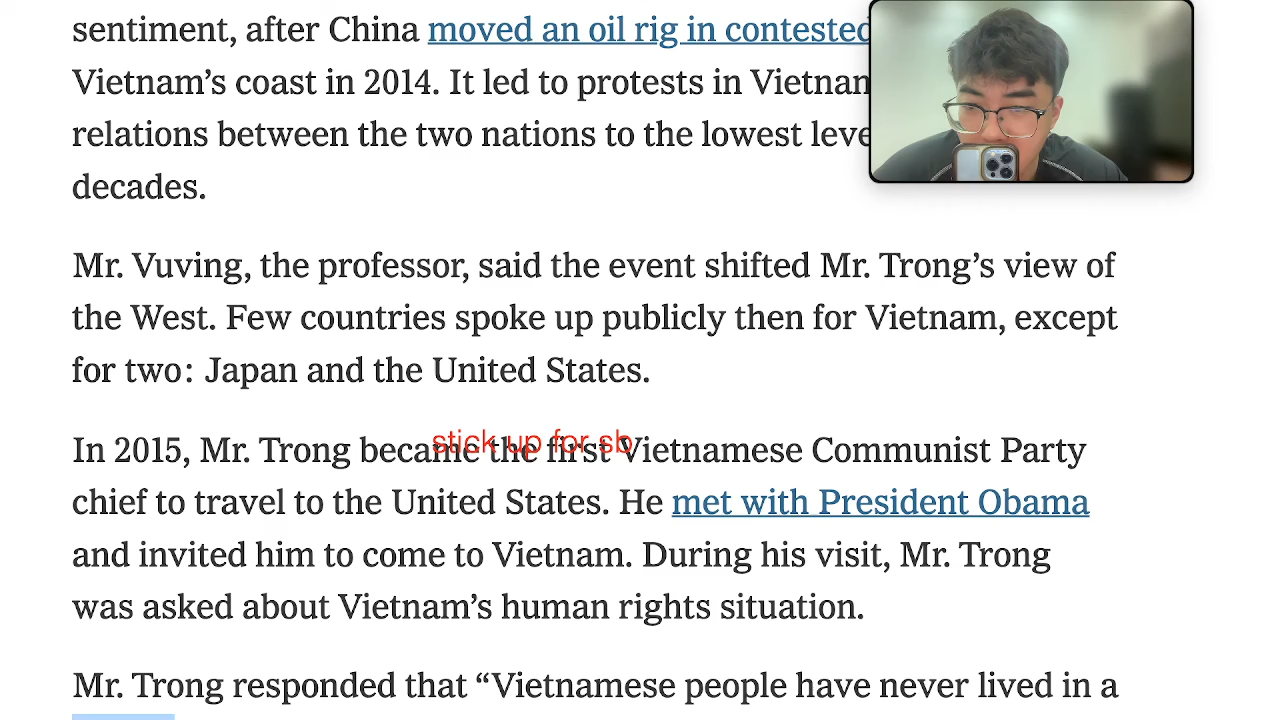 sentiment, after China moved an oil rig in contested
Vietnam’s coast in 2014. It led to protests in Vietnam
relations between the two nations to the lowest
decades.
Mr. Vuving, the professor, said the event shifted Mr. Trong’s view of
the West. Few countries spoke up publicly then for Vietnam, except
for two: Japan and the United States.
stick up for sb
In 2015, Mr. Trong became the first Vietnamese Communist Party
chief to travel to the United States. He met with President Obama
and invited him to come to Vietnam. During his visit, Mr. Trong
was asked about Vietnam’s human rights situation.
Mr. Trong responded that “Vietnamese people have never lived in a